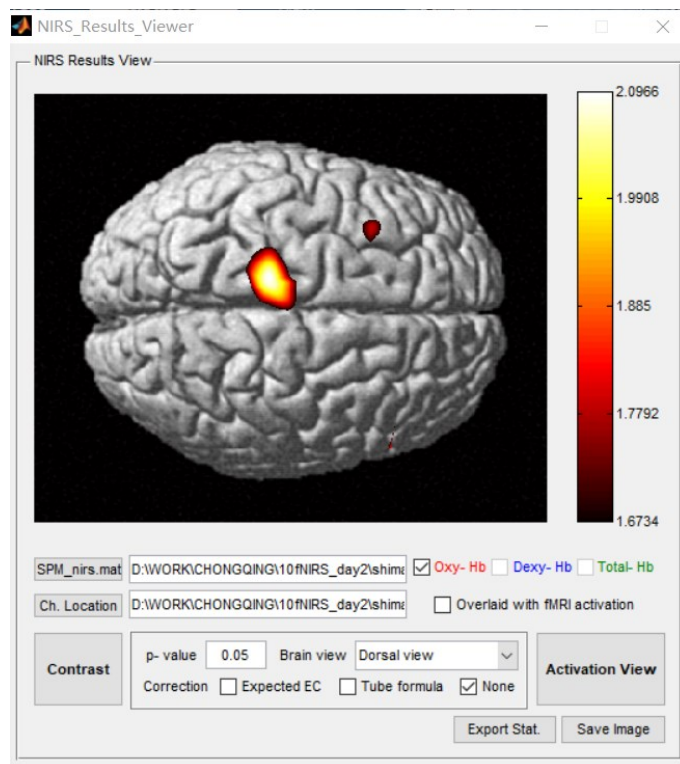 NIRS_Results_Viewer
NIRS Results View
2.0966
1.9908
1.885
1.7792
1.6734
SPM_nirs.mat D:\WORK\CHONGQING\10fNIRS_day2\shima Oxy- Hb Dexy- Hb Total- Hb
Ch. Location D:\WORK\CHONGQING\10fNIRS_day2\shima Overlaid with fMRI activation
Contrast p- value 0.05 Brain view Dorsal view Activation View
Correction Expected EC Tube formula None
Export Stat. Save Image